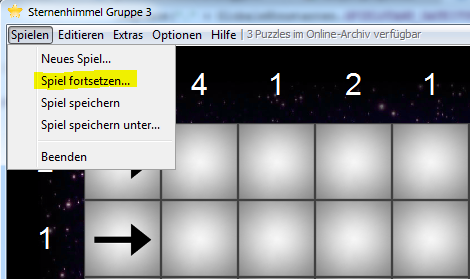 Sternenhimmel Gruppe 3
Spielen Editieren Extras Optionen Hilfe | 3 Puzzles im Online-Archiv verfügbar
Neues Spiel...
Spiel fortsetzen...
Spiel speichern
Spiel speichern unter...
Beenden
4 1 2 1
1